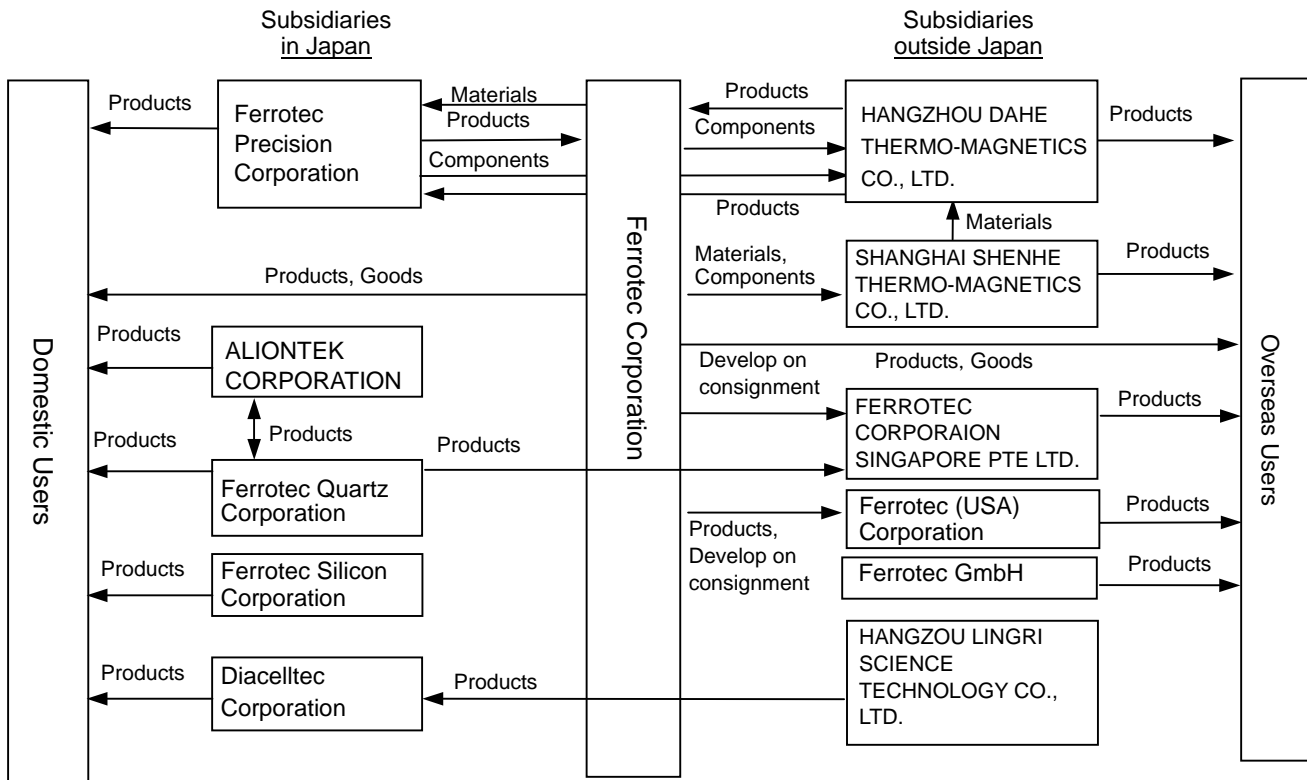 Subsidiaries
in Japan
Subsidiaries
outside Japan
Domestic Users
Ferrotec Corporation
Overseas Users
Products
Ferrotec
Precision
Corporation
Materials
Products
Components
Products
Components
Products
HANGZHOU DAHE
THERMO-MAGNETICS
CO., LTD.
Products
Materials
Materials,
Components
SHANGHAI SHENHE
THERMO-MAGNETICS
CO., LTD.
Products
Products, Goods
Products, Goods
Products
ALIONTEK
CORPORATION
Products
Develop on
consignment
FERROTEC
CORPORAION
SINGAPORE PTE LTD.
Products
Products
Ferrotec Quartz
Corporation
Products
Products,
Develop on
consignment
Ferrotec (USA)
Corporation
Products
Products
Ferrotec Silicon
Corporation
Ferrotec GmbH
Products
Products
Diacelltec
Corporation
Products
HANGZOU LINGRI
SCIENCE
TECHNOLOGY CO.,
LTD.